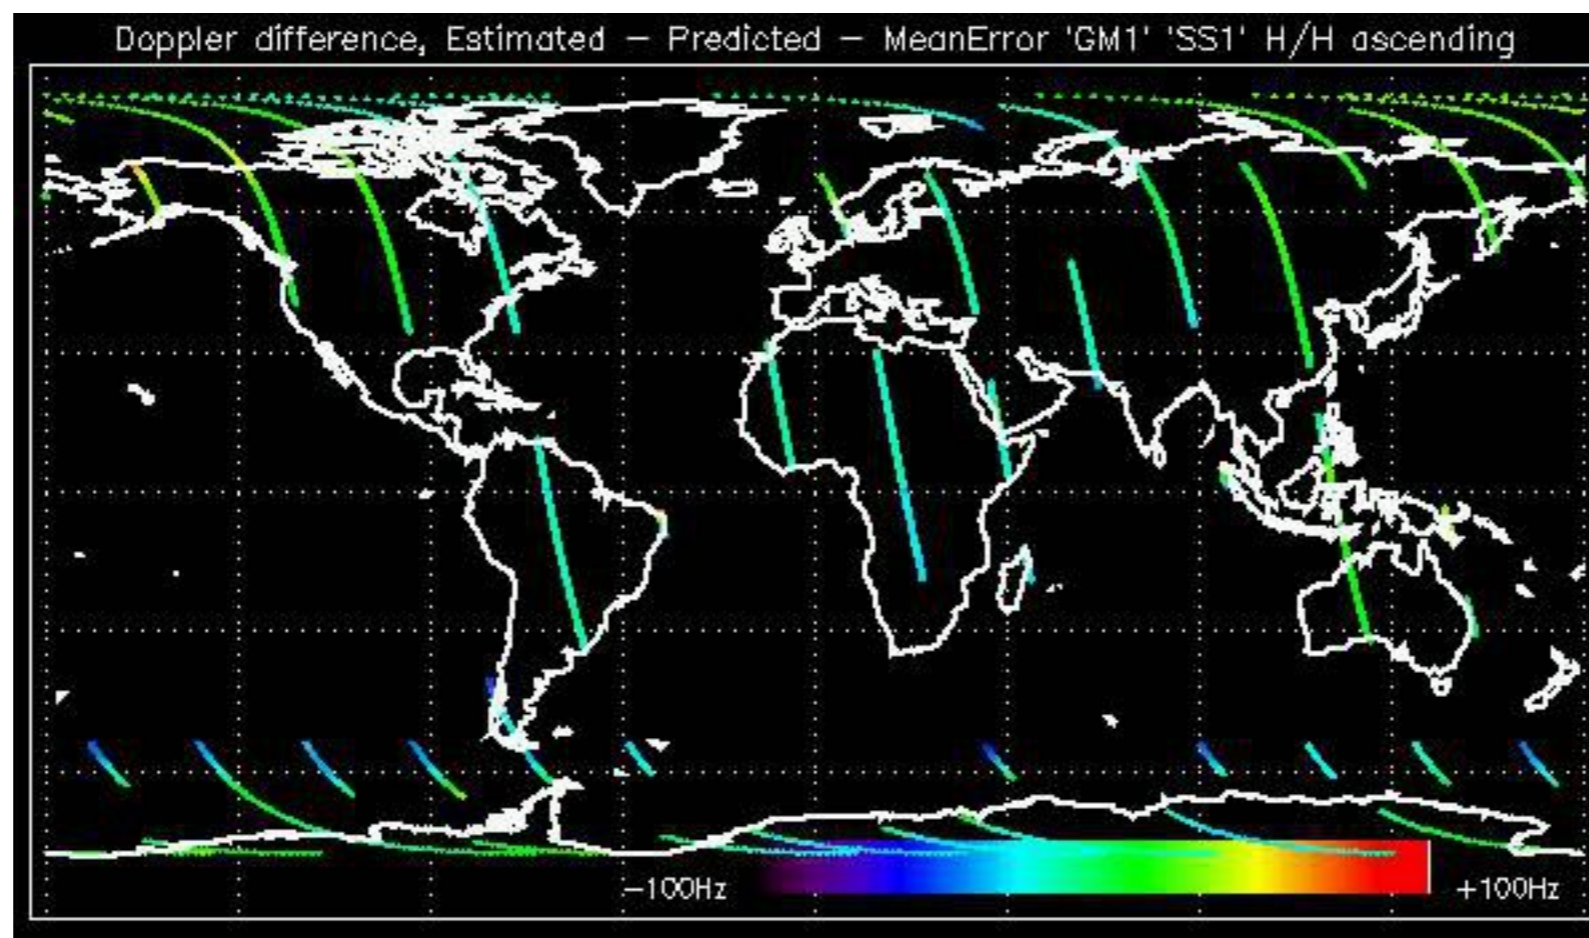 Doppler difference, Estimated − Predicted − MeanError 'GM1' 'SS1' H/H ascending
−100Hz
+100Hz